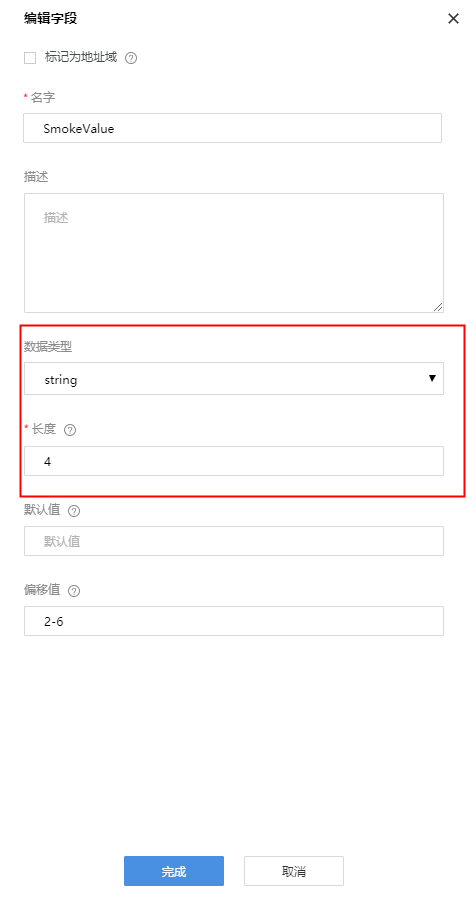 编辑字段
标记为地址域
* 名字
SmokeValue
描述
描述
数据类型
string
* 长度
4
默认值
默认值
偏移值
2-6
完成
取消